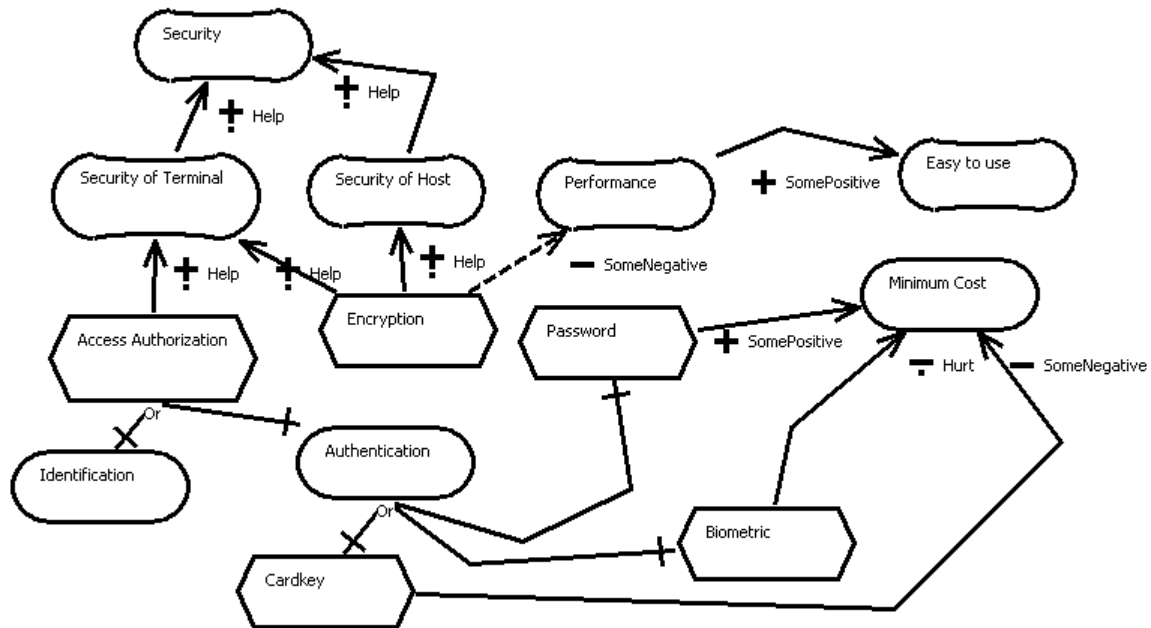 Security
Help
Help
Security of Terminal
Security of Host
Performance
SomePositive
Easy to use
Help
Help
Help
SomeNegative
Minimum Cost
Access Authorization
Encryption
Password
SomePositive
Hurt
SomeNegative
Or
Identification
Authentication
Or
Biometric
Cardkey